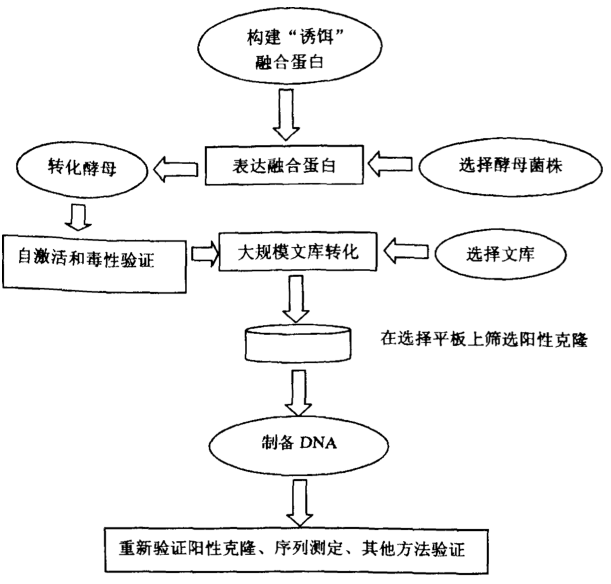 构建“诱饵”
融合蛋白
转化酵母
表达融合蛋白
选择酵母菌株
自激活和毒性验证
大规模文库转化
选择文库
在选择平板上筛选阳性克隆
制备 DNA
重新验证阳性克隆、序列测定、其他方法验证